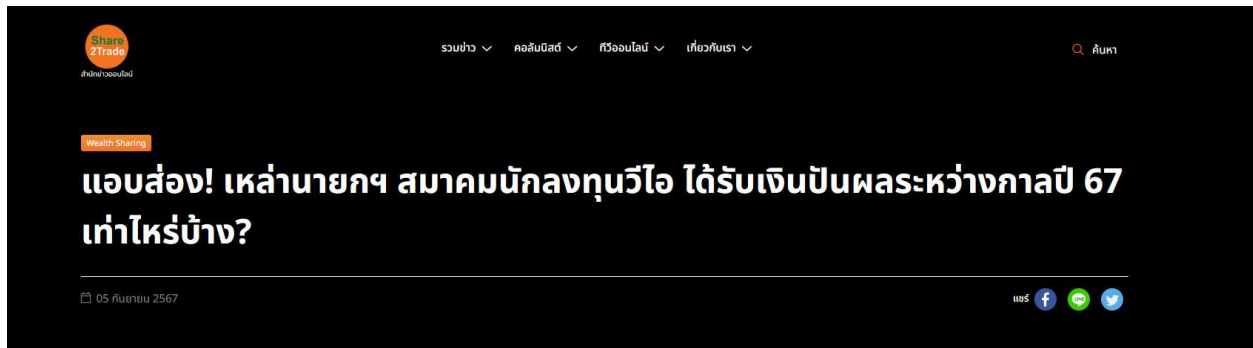 Share
2Trade
สำนักข่าวออนไลน์
รวมข่าว
คอลัมนิสต์
ทีวีออนไลน์
เกี่ยวกับเรา
ค้นหา
Wealth Sharing
แอบส่อง! เหล่านายกฯ สมาคมนักลงทุนวีไอ ได้รับเงินปันผลระหว่างกาลปี 67
เท่าไหร่บ้าง?
05 กันยายน 2567
แชร์
LINE